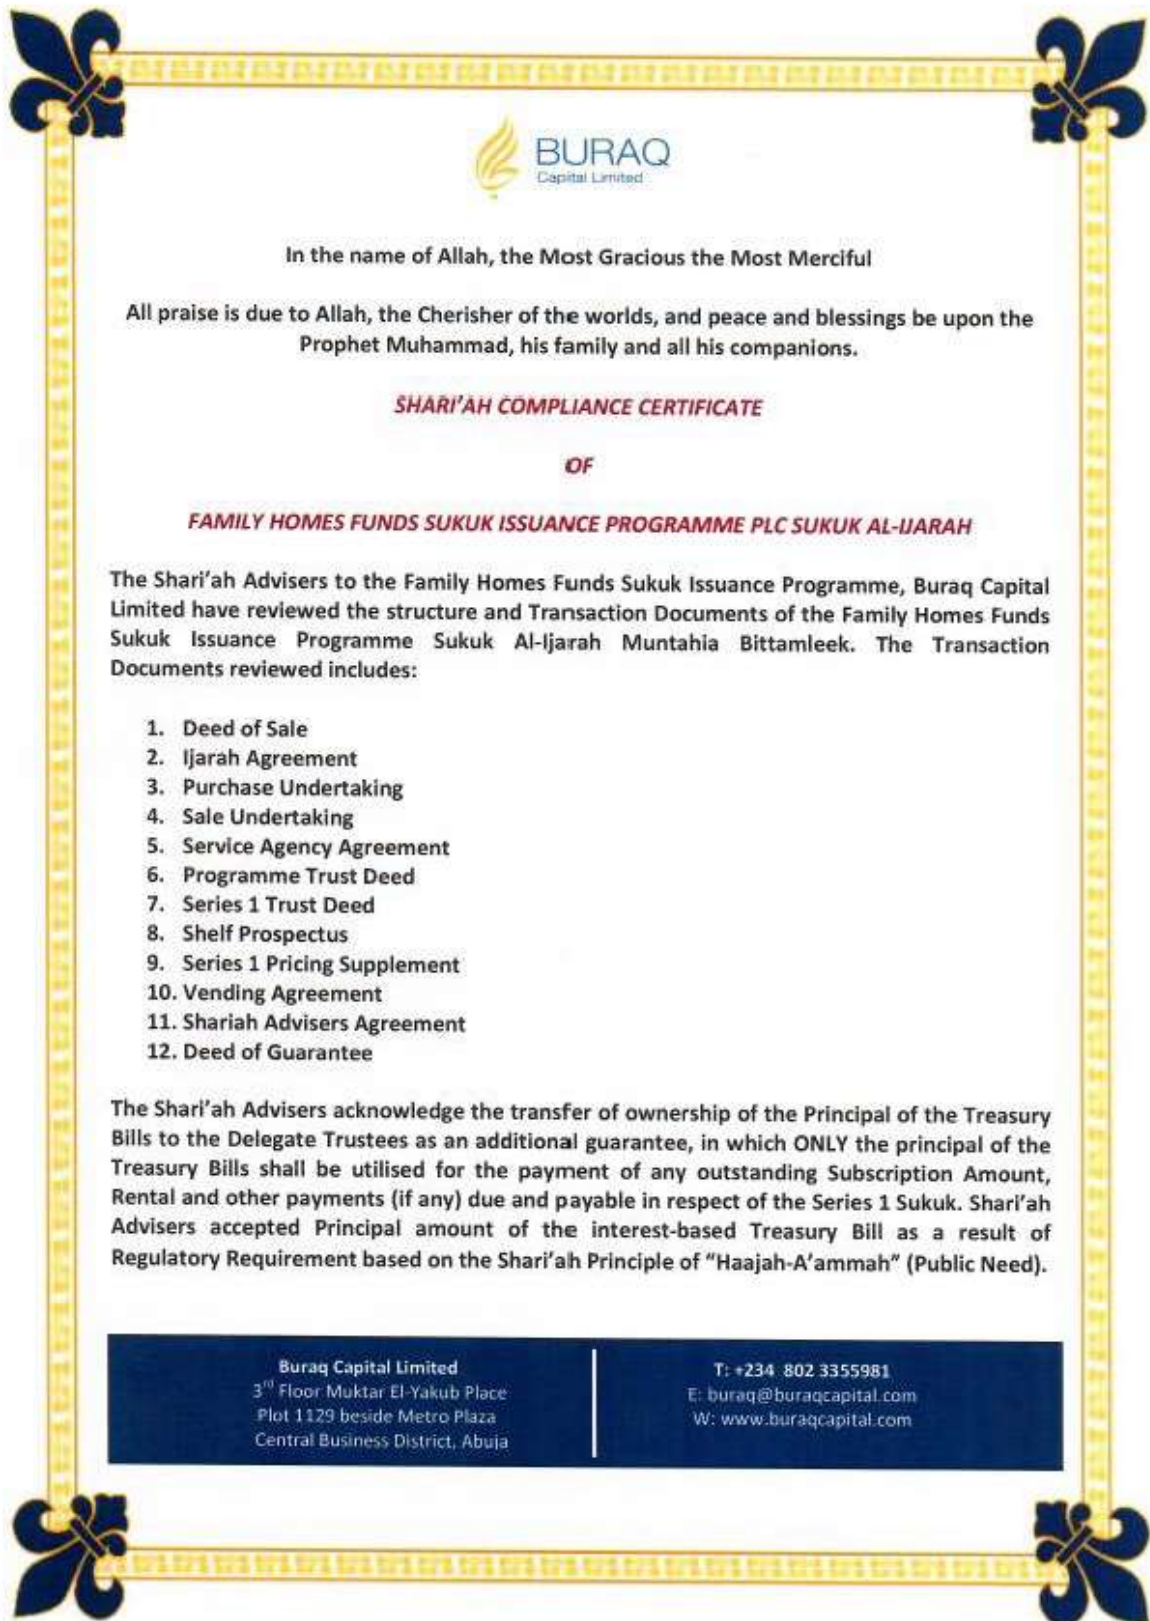 BURAQ
Capital Limited
In the name of Allah, the Most Gracious the Most Merciful
All praise is due to Allah, the Cherisher of the worlds, and peace and blessings be upon the
Prophet Muhammad, his family and all his companions.
SHARI'AH COMPLIANCE CERTIFICATE
OF
FAMILY HOMES FUNDS SUKUK ISSUANCE PROGRAMME PLC SUKUK AL-IJARAH
The Shari'ah Advisers to the Family Homes Funds Sukuk Issuance Programme, Buraq Capital
Limited have reviewed the structure and Transaction Documents of the Family Homes Funds
Sukuk Issuance Programme Sukuk Al-Ijarah Muntahia Bittamleek. The Transaction
Documents reviewed includes:
1. Deed of Sale
2. Ijarah Agreement
3. Purchase Undertaking
4. Sale Undertaking
5. Service Agency Agreement
6. Programme Trust Deed
7. Series 1 Trust Deed
8. Shelf Prospectus
9. Series 1 Pricing Supplement
10. Vending Agreement
11. Shariah Advisers Agreement
12. Deed of Guarantee
The Shari'ah Advisers acknowledge the transfer of ownership of the Principal of the Treasury
Bills to the Delegate Trustees as an additional guarantee, in which ONLY the principal of the
Treasury Bills shall be utilised for the payment of any outstanding Subscription Amount,
Rental and other payments (if any) due and payable in respect of the Series 1 Sukuk. Shari'ah
Advisers accepted Principal amount of the interest-based Treasury Bill as a result of
Regulatory Requirement based on the Shari'ah Principle of "Haajah-A'ammah" (Public Need).
Buraq Capital Limited
3rd Floor Muktar El-Yakub Place
Plot 1129 beside Metro Plaza
Central Business District, Abuja
T: +234 802 3355981
E: buraq@buraqcapital.com
W: www.buraqcapital.com